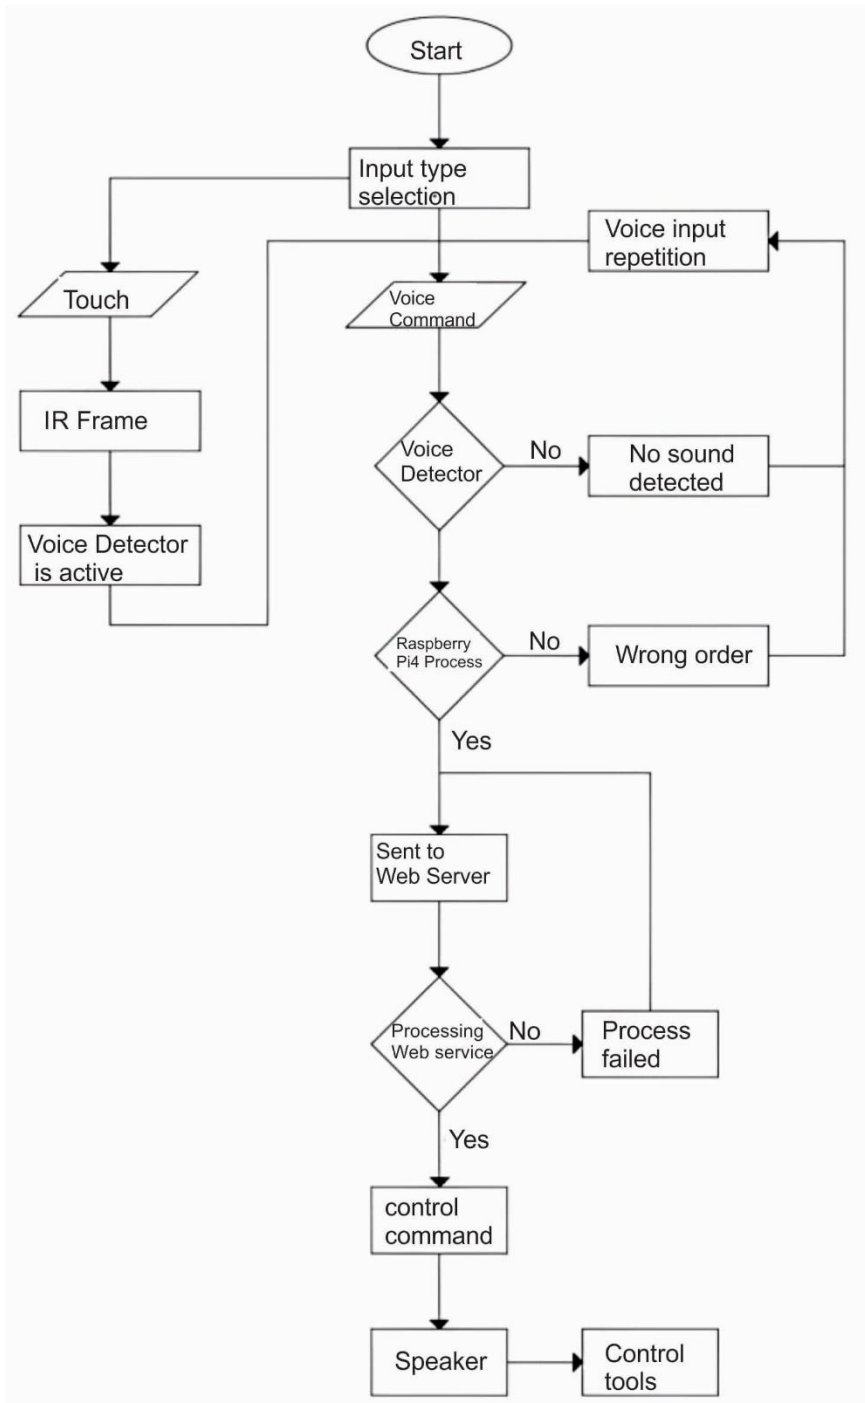 Start
Input type
selection
Voice input
repetition
Touch
Voice
Command
IR Frame
Voice
Detector
No
No sound
detected
Voice Detector
is active
Raspberry
Pi4 Process
No
Wrong order
Yes
Sent to
Web Server
Processing
Web service
No
Process
failed
Yes
control
command
Speaker
Control
tools